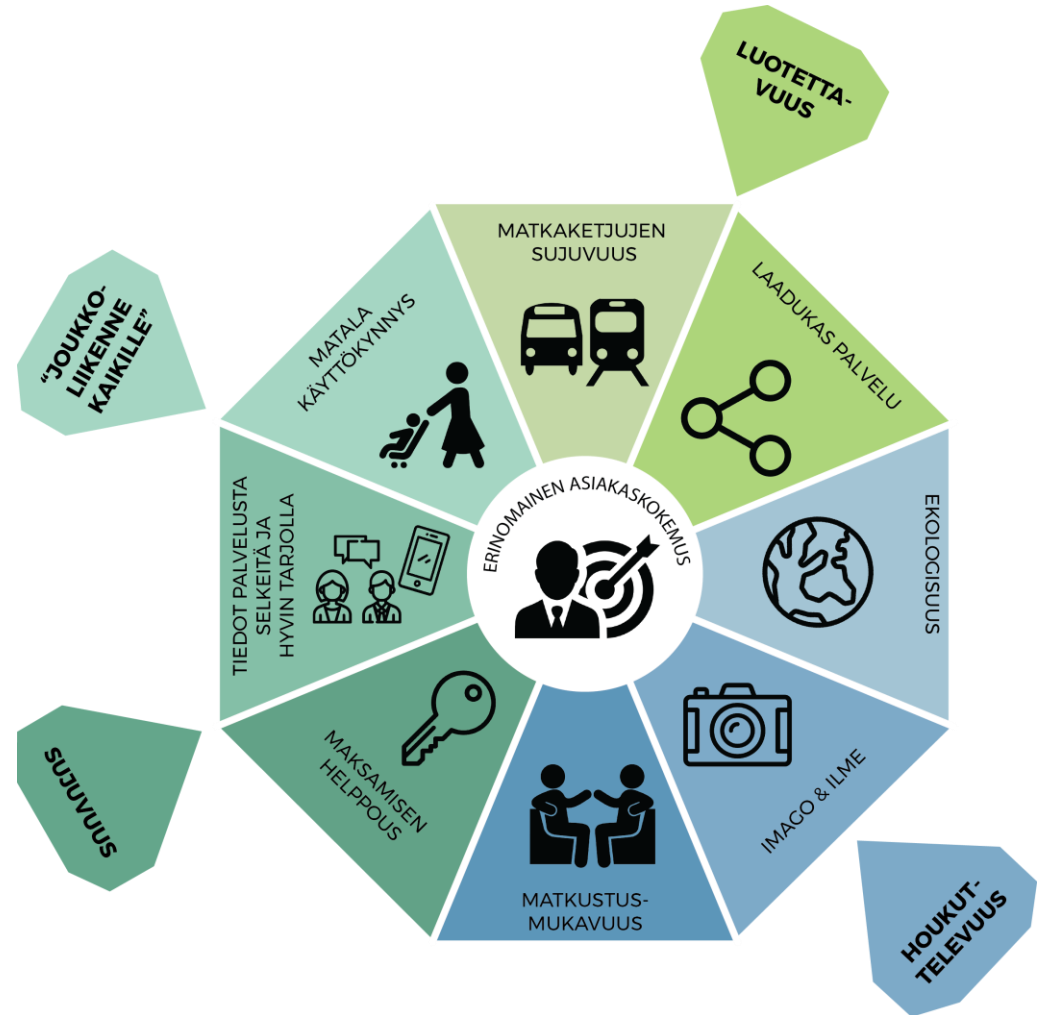 LUOTETTA-
VUUS
MATKAKETJUJEN
SUJUVUUS
LAADUKAS PALVELU
EKOLOGISUUS
IMAGO & ILME
HOUKUT-
TELEVUUS
MATKUSTUS-
MUKAVUUS
MAKSAMISEN
HELPPOUS
SUJUVUUS
TIEDOT PALVELUSTA
SELKEITÄ JA
HYVIN TARJOLLA
"JOUKKO-
LIIKENNE
KAIKILLE”
MATALA
KÄYTTÖKYNNYS
ERINOMAINEN ASIAKASKOKEMUS